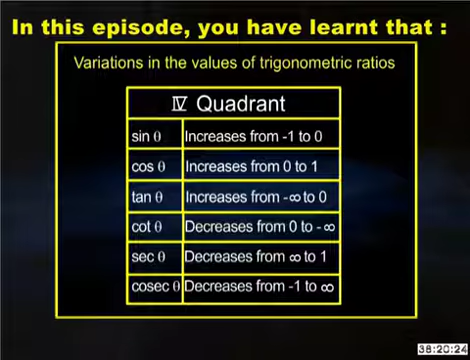 In this episode, you have learnt that :
Variations in the values of trigonometric ratios
IV Quadrant
sin θ Increases from -1 to 0
cos θ Increases from 0 to 1
tan θ Increases from -∞ to 0
cot θ Decreases from 0 to -∞
sec θ Decreases from ∞ to 1
cosec θ Decreases from -1 to ∞
38:20:24